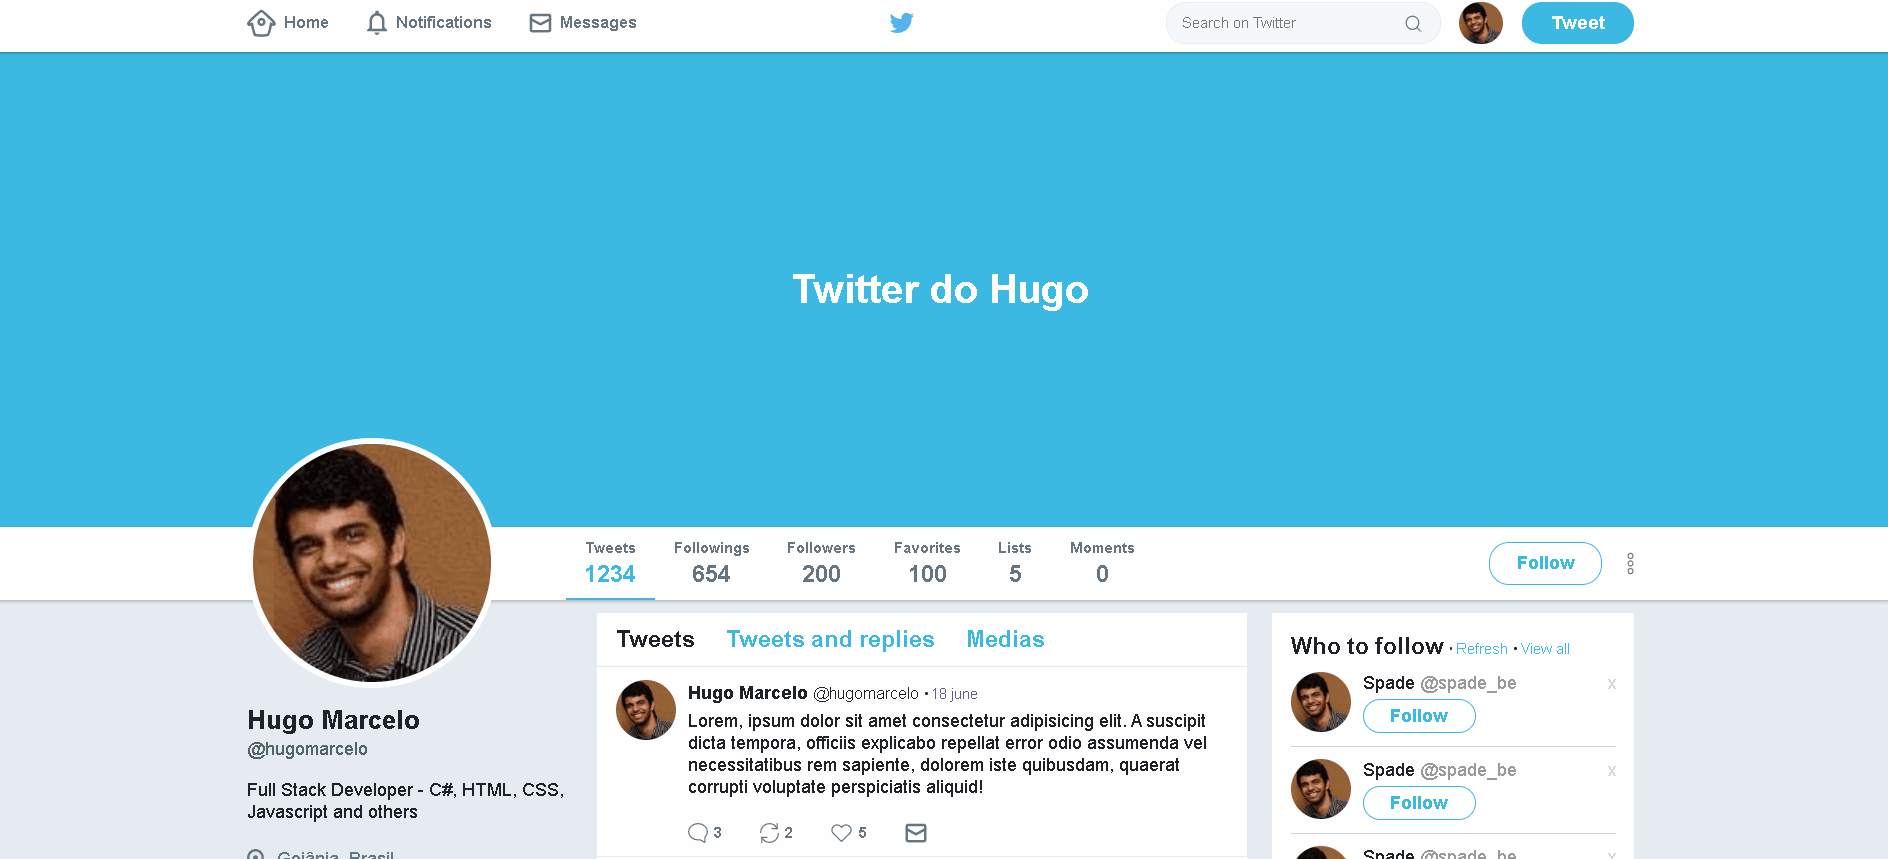 Home
Notifications
Messages
Search on Twitter
Tweet
Twitter do Hugo
Tweets
1234
Followings
654
Followers
200
Favorites
100
Lists
5
Moments
0
Follow
Hugo Marcelo
@hugomarcelo
Full Stack Developer - C#, HTML, CSS,
Javascript and others
Goiânia, Brasil
Tweets Tweets and replies Medias
Hugo Marcelo @hugomarcelo • 18 june
Lorem, ipsum dolor sit amet consectetur adipisicing elit. A suscipit
dicta tempora, officiis explicabo repellat error odio assumenda vel
necessitatibus rem sapiente, dolorem iste quibusdam, quaerat
corrupti voluptate perspiciatis aliquid!
3 2 5
Who to follow • Refresh • View all
Spade @spade_be x
Follow
Spade @spade_be x
Follow
Spade @spade_be x